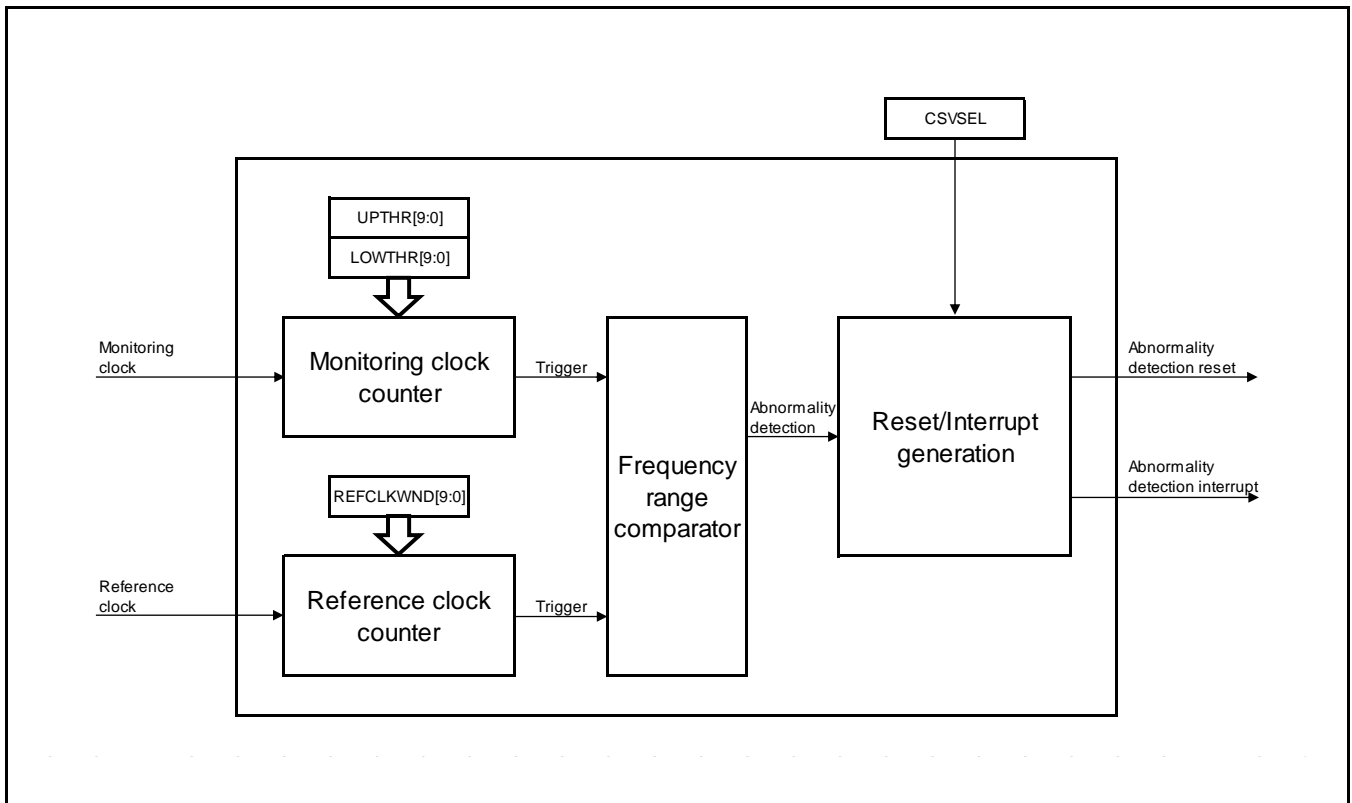 CSVSEL
UPTHR[9:0]
LOWTHR[9:0]
Monitoring
clock
Monitoring clock
counter
Trigger
Abnormality
detection
Reset/Interrupt
generation
Abnormality
detection reset
Abnormality
detection interrupt
Frequency
range
comparator
REFCLKWND[9:0]
Reference
clock
Reference clock
counter
Trigger